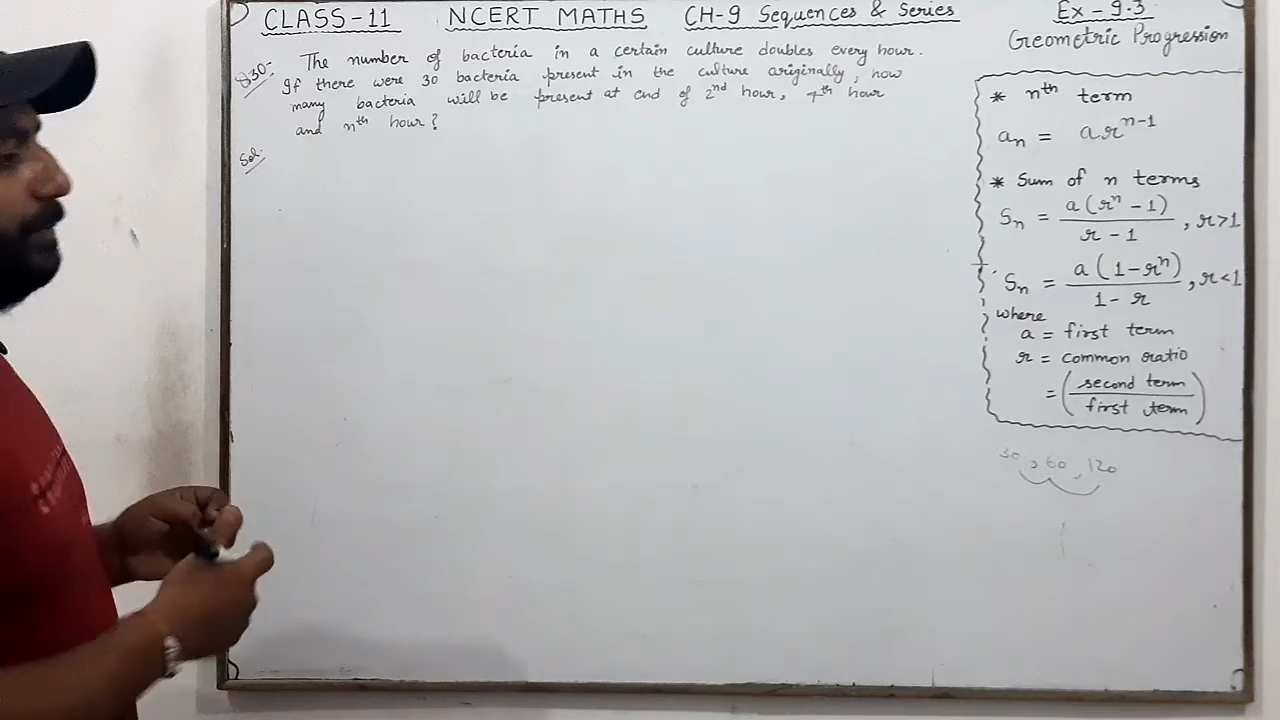 CLASS-11 NCERT MATHS CH-9 Sequences & Series Ex-9.3
Geometric Progression
Q30- The number of bacteria in a certain culture doubles every hour.
If there were 30 bacteria present in the culture originally, how
many bacteria will be present at end of 2nd hour, 4th hour
and nth hour?
Sol.
* nth term
aₙ = arⁿ⁻¹
* Sum of n terms
Sₙ = a(rⁿ - 1) / r - 1, r>1
Sₙ = a(1-rⁿ) / 1-r, r<1
where
a = first term
r = common ratio
= (second term / first term)
30, 60, 120